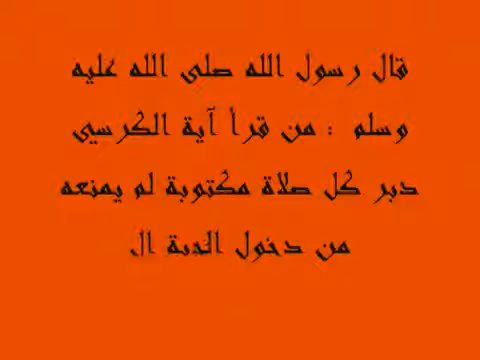 قال رسول الله صلى الله عليه
وسلم : من قرأ آية الكرسي
دبر كل صلاة مكتوبة لم يمنعه
من دخول الجنة ال